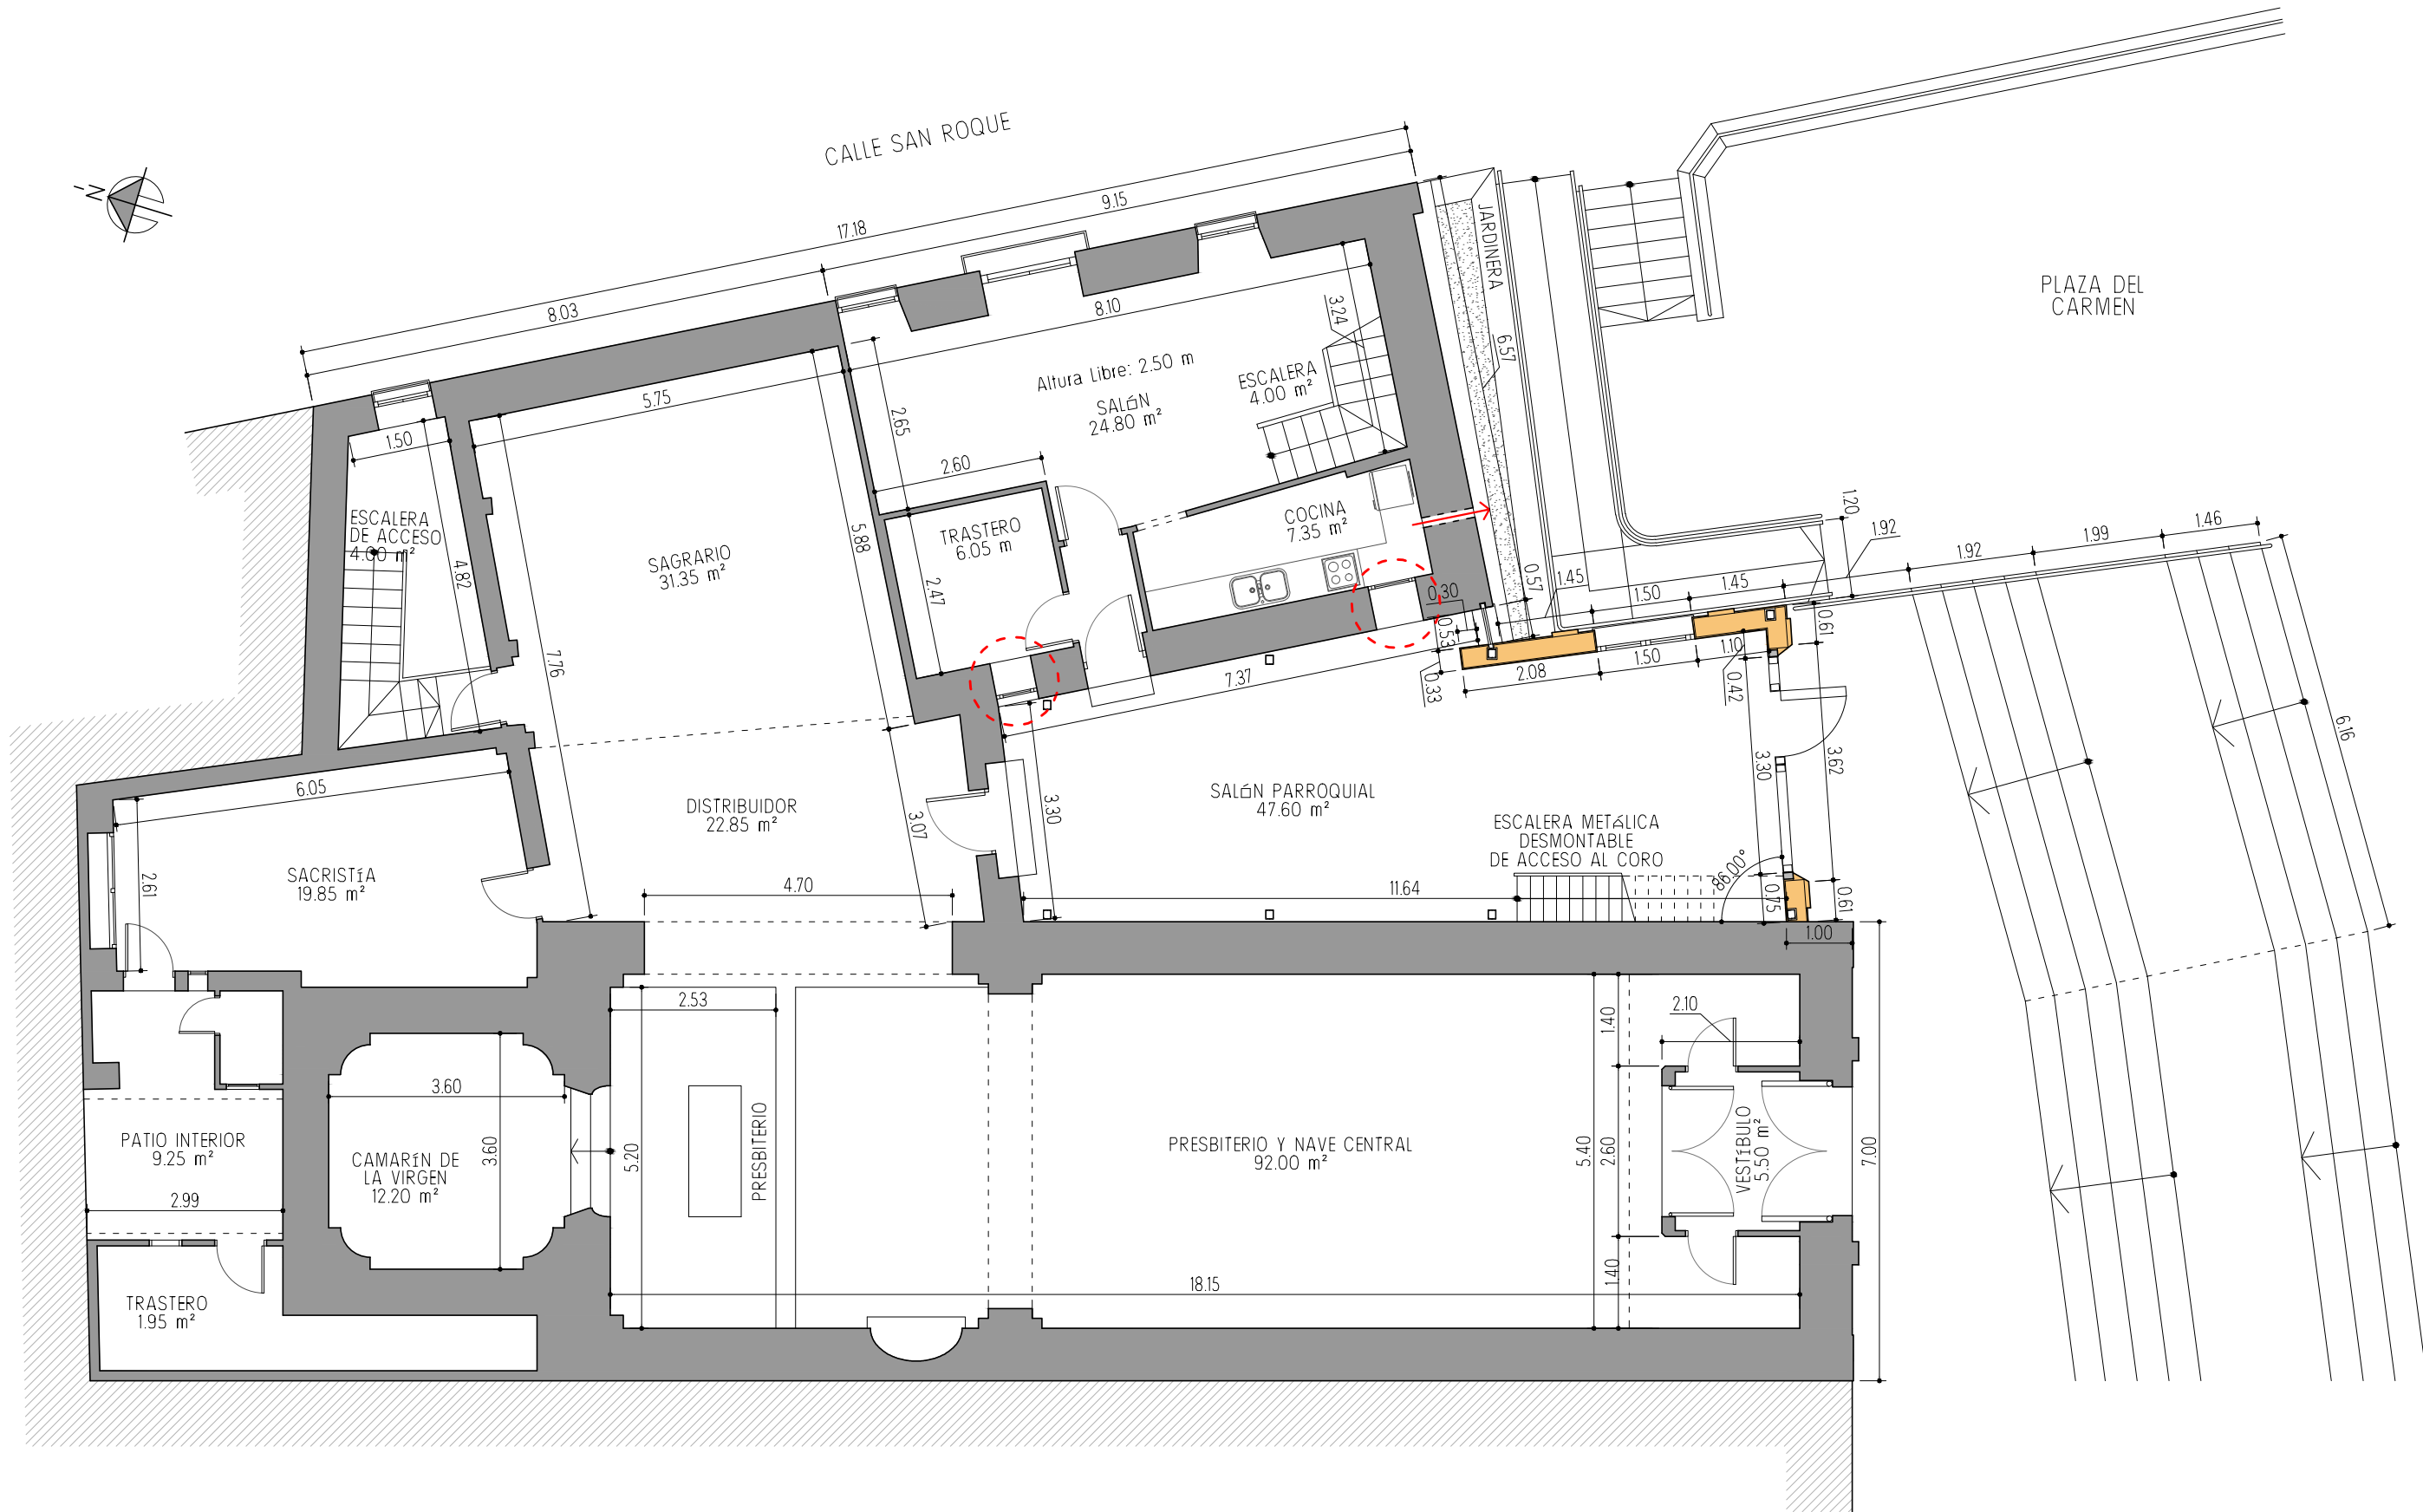 CALLE SAN ROQUE
N
17.18
9.15
8.03
JARDINERA
PLAZA DEL
CARMEN
8.10
3.24
6.57
Altura Libre: 2.50 m
ESCALERA
4.00 m²
SALÓN
24.80 m²
5.75
2.65
1.50
2.60
ESCALERA
DE ACCESO
4.00 m²
4.82
SAGRARIO
31.35 m²
5.88
TRASTERO
6.05 m
2.47
COCINA
7.35 m²
0.30
0.57
1.45
1.50
1.45
1.20
1.92
1.92
1.99
1.46
0.53
0.33
2.08
1.50
1.10
0.42
0.61
7.76
7.37
6.16
6.05
2.61
DISTRIBUIDOR
22.85 m²
3.07
3.30
SALÓN PARROQUIAL
47.60 m²
3.30
3.62
ESCALERA METÁLICA
DESMONTABLE
DE ACCESO AL CORO
86.00°
SACRISTÍA
19.85 m²
4.70
11.64
0.75
0.61
1.00
2.53
2.10
1.40
3.60
3.60
5.20
PRESBITERIO
PATIO INTERIOR
9.25 m²
2.99
CAMARÍN DE
LA VIRGEN
12.20 m²
PRESBITERIO Y NAVE CENTRAL
92.00 m²
5.40
2.60
VESTÍBULO
5.50 m²
7.00
1.40
18.15
TRASTERO
1.95 m²